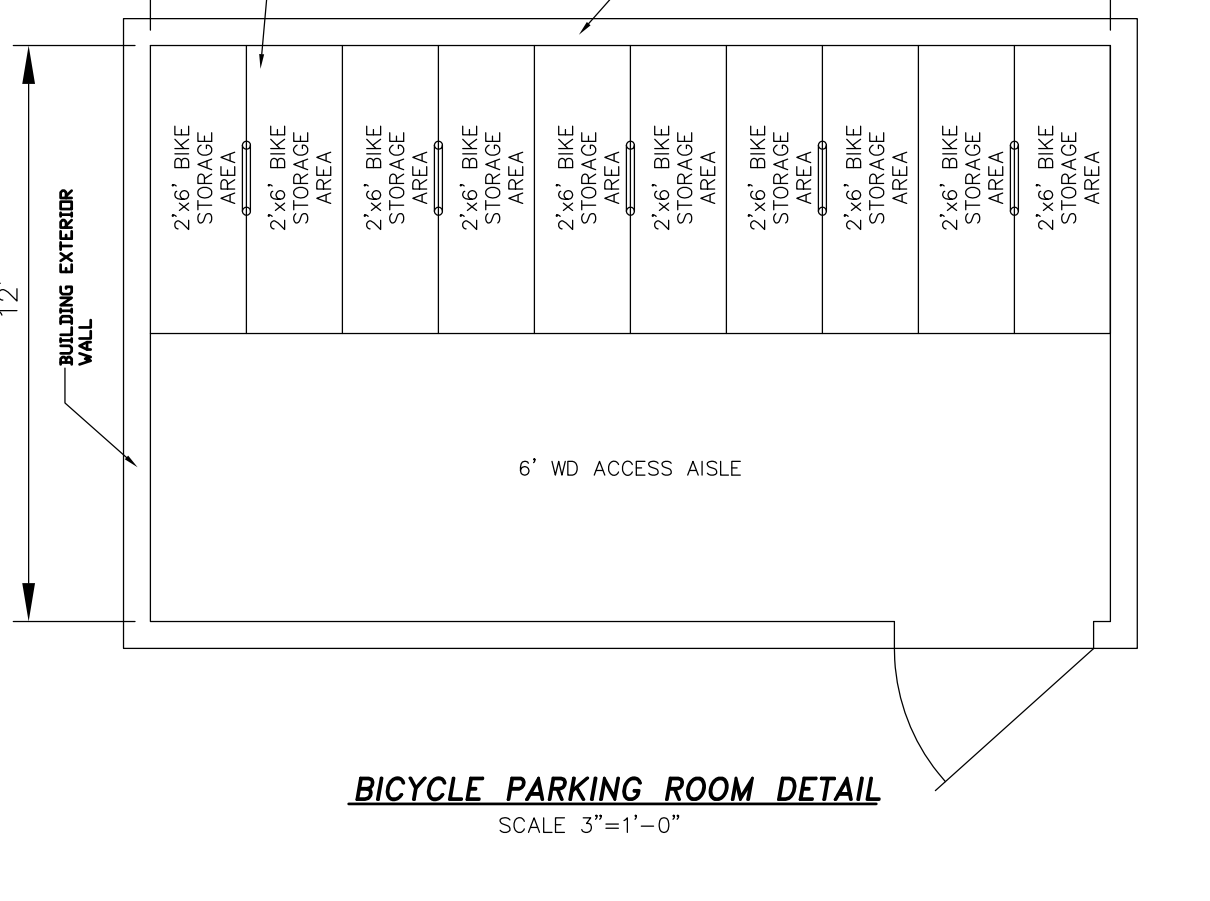 2'x6' BIKE
STORAGE
AREA
2'x6' BIKE
STORAGE
AREA
2'x6' BIKE
STORAGE
AREA
2'x6' BIKE
STORAGE
AREA
2'x6' BIKE
STORAGE
AREA
2'x6' BIKE
STORAGE
AREA
2'x6' BIKE
STORAGE
AREA
2'x6' BIKE
STORAGE
AREA
2'x6' BIKE
STORAGE
AREA
2'x6' BIKE
STORAGE
AREA
12'
BUILDING EXTERIOR
WALL
6' WD ACCESS AISLE
BICYCLE PARKING ROOM DETAIL
SCALE 3"=1'-0"